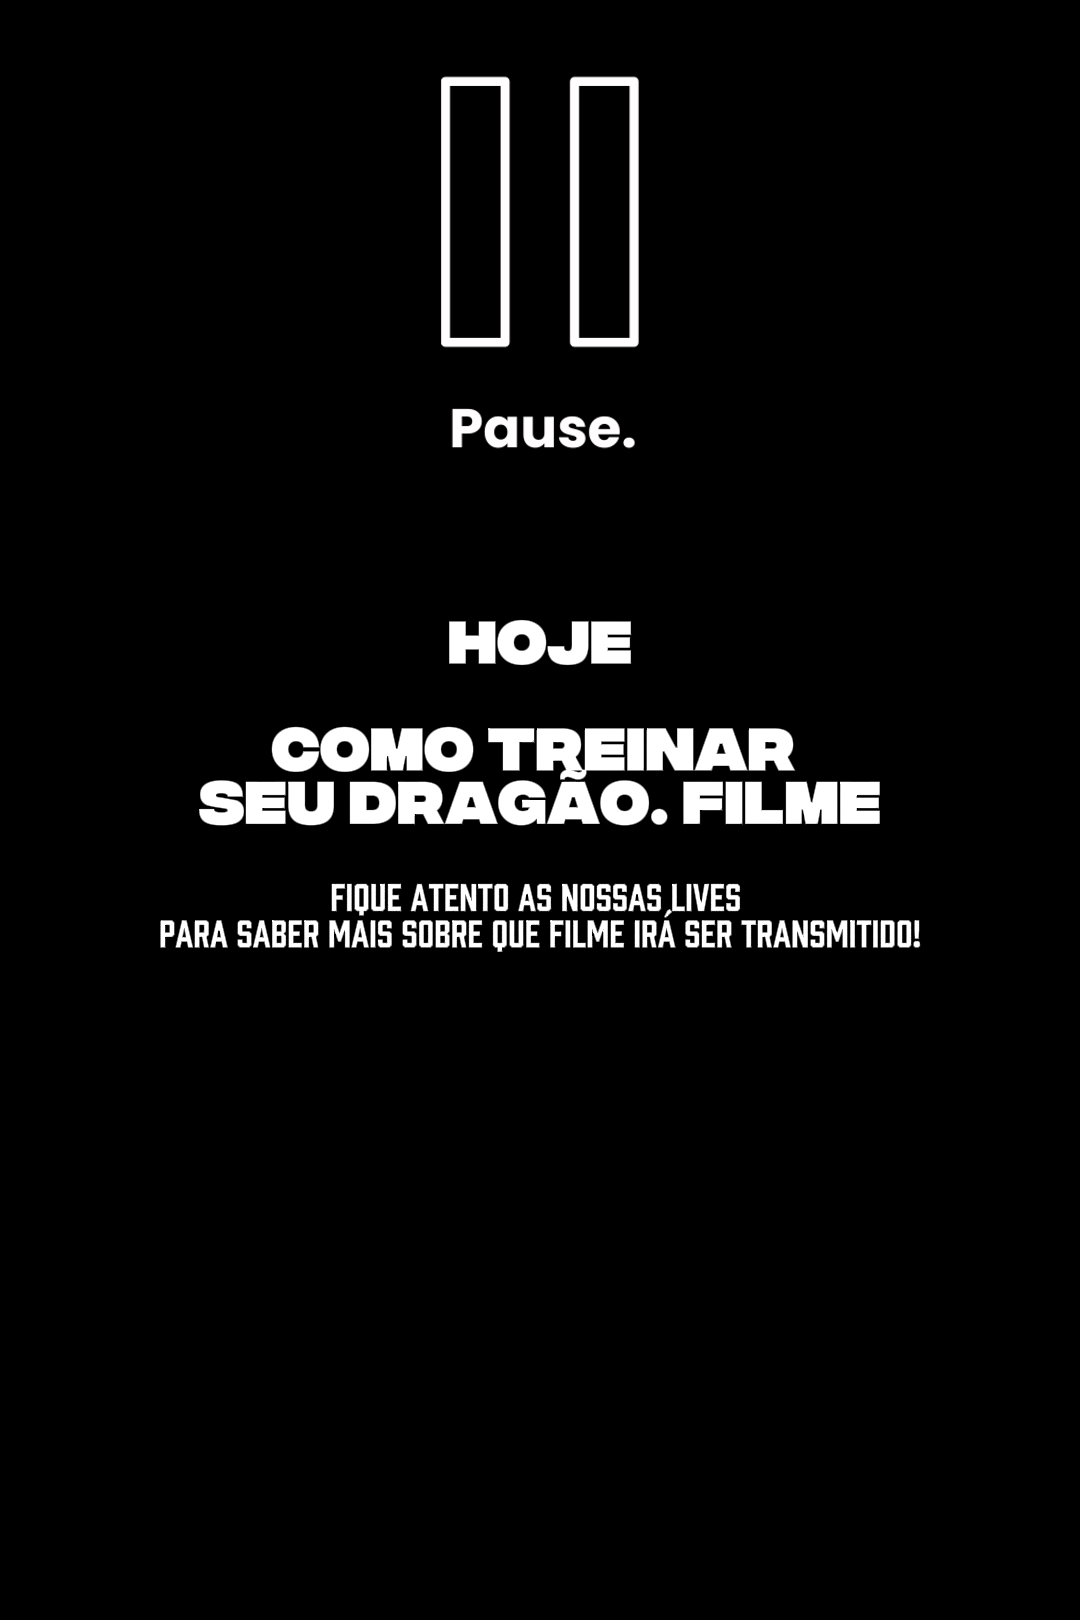 Pause.
HOJE
COMO TREINAR
SEU DRAGÃO. FILME
FIQUE ATENTO AS NOSSAS LIVES
PARA SABER MAIS SOBRE QUE FILME IRÁ SER TRANSMITIDO!